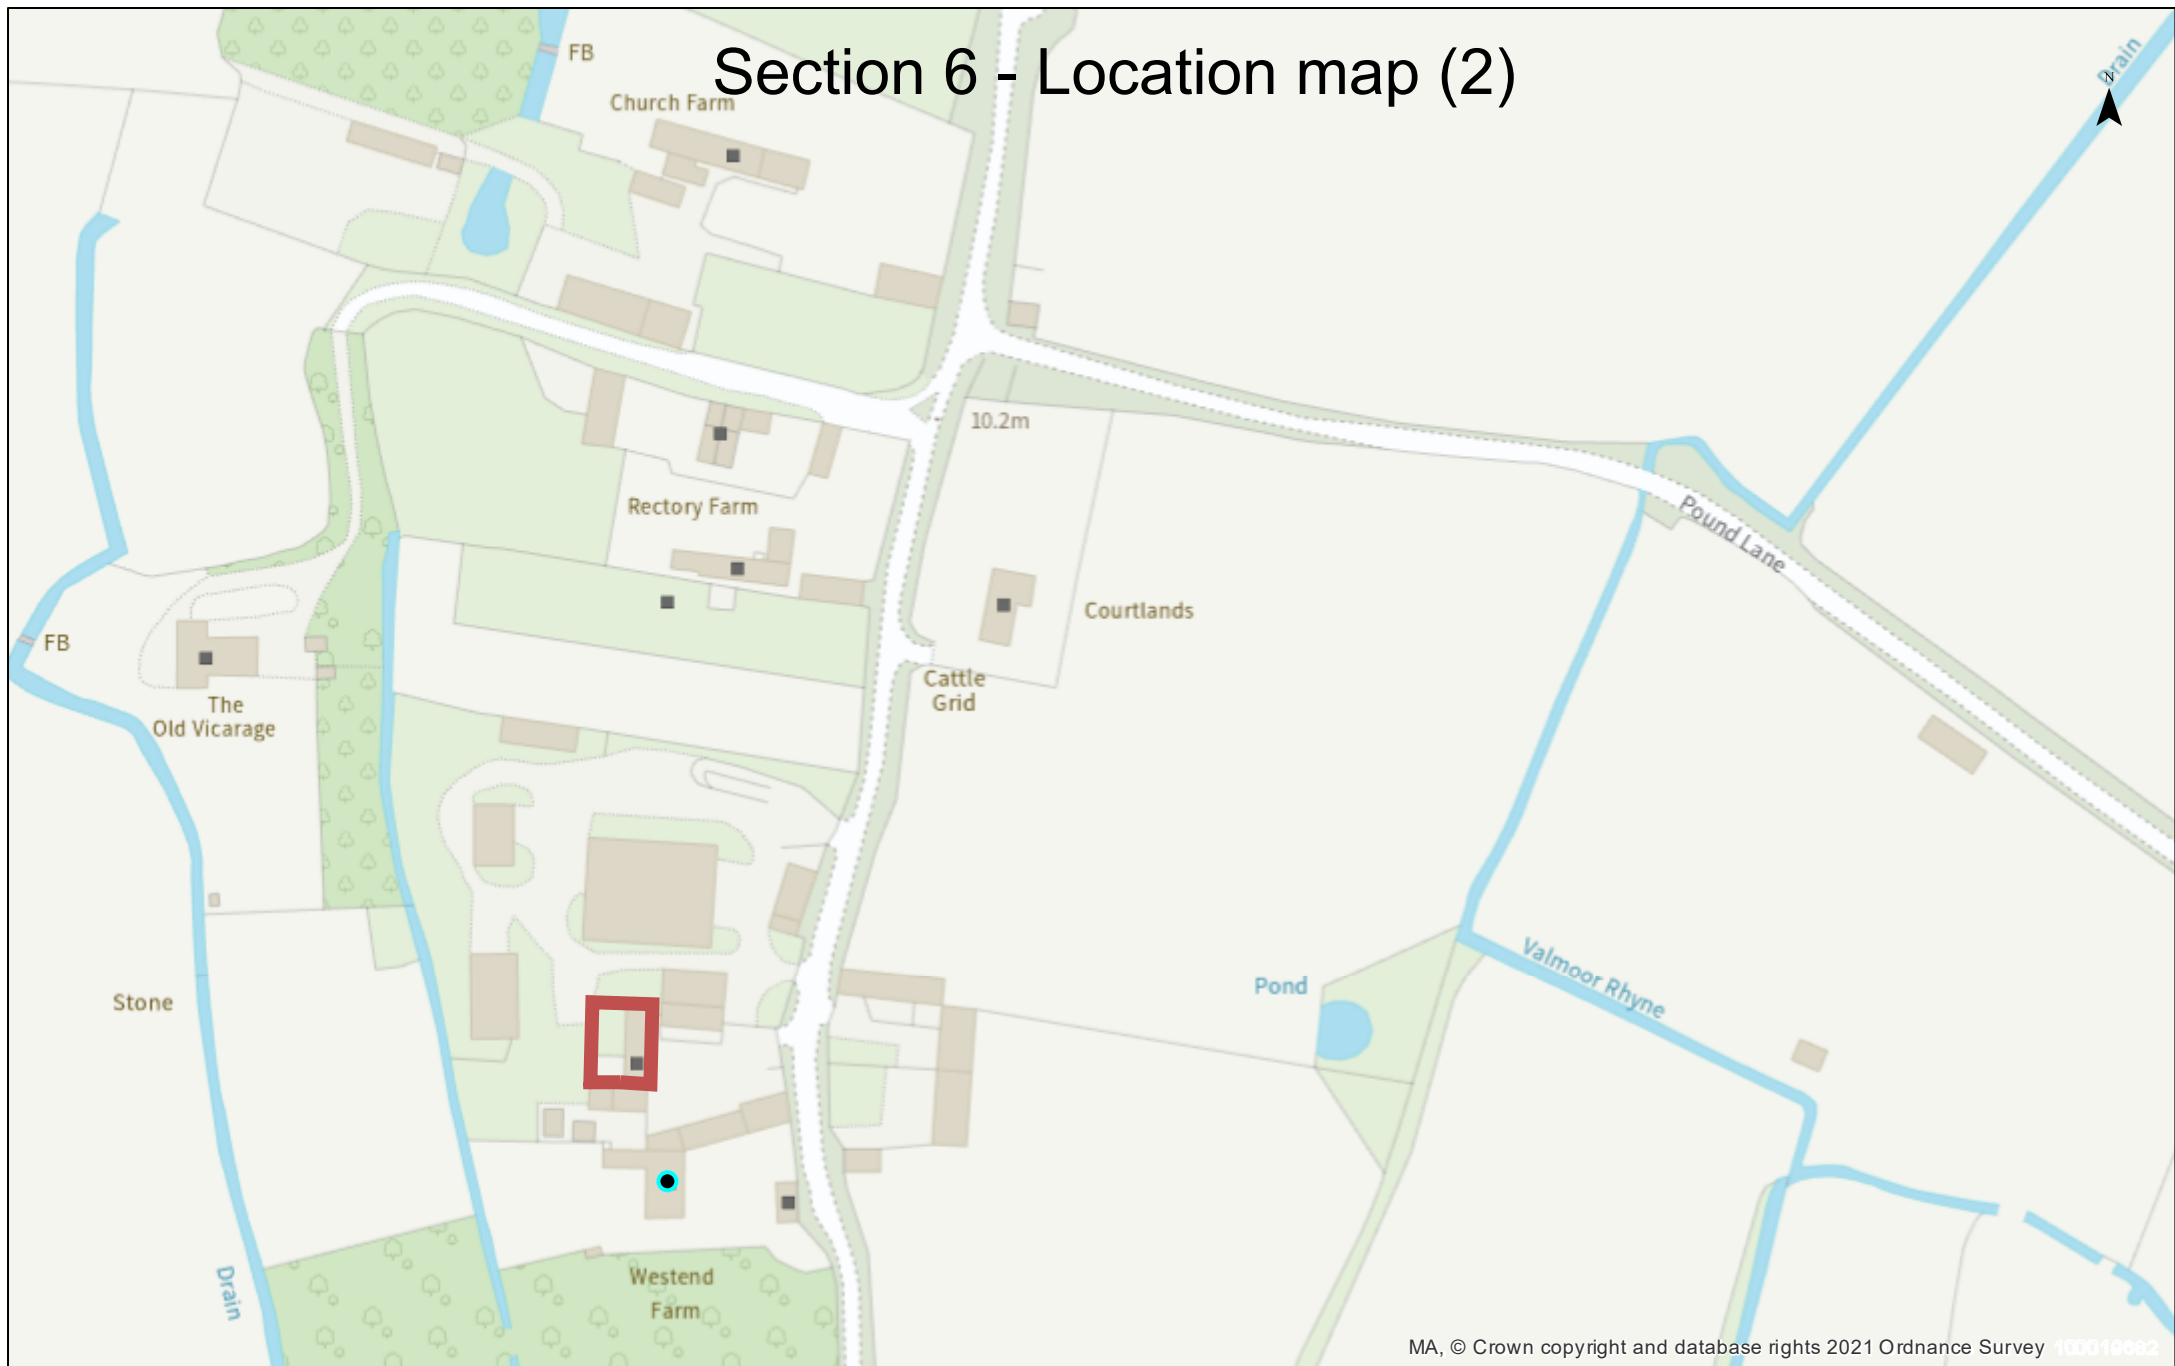 Section 6 - Location map (2)
FB
Church Farm
Drain
N
10.2m
Rectory Farm
Pound Lane
Courtlands
FB
Cattle
Grid
The
Old Vicarage
Valmoor Rhyne
Pond
Stone
Westend
Farm
Drain
MA, © Crown copyright and database rights 2021 Ordnance Survey